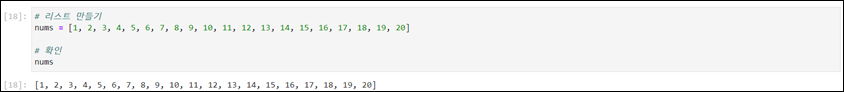 [18]: # 리스트 만들기
nums = [1, 2, 3, 4, 5, 6, 7, 8, 9, 10, 11, 12, 13, 14, 15, 16, 17, 18, 19, 20]
# 확인
nums
[18]: [1, 2, 3, 4, 5, 6, 7, 8, 9, 10, 11, 12, 13, 14, 15, 16, 17, 18, 19, 20]